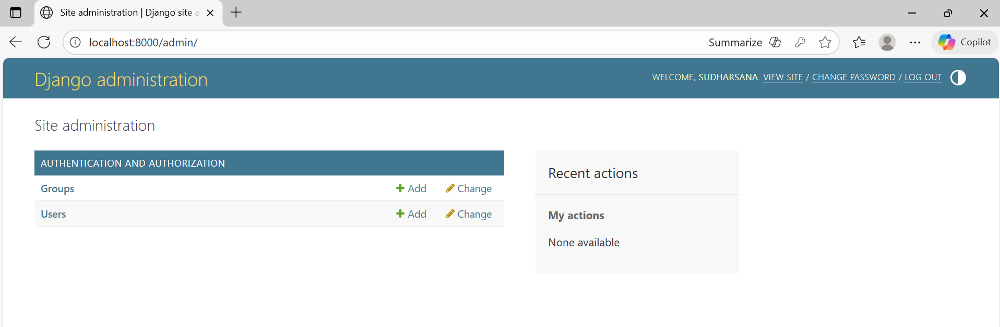 Site administration | Django site a
localhost:8000/admin/
Summarize
Copilot
Django administration
WELCOME, SUDHARSANA. VIEW SITE / CHANGE PASSWORD / LOG OUT
Site administration
AUTHENTICATION AND AUTHORIZATION
Groups Add Change
Users Add Change
Recent actions
My actions
None available